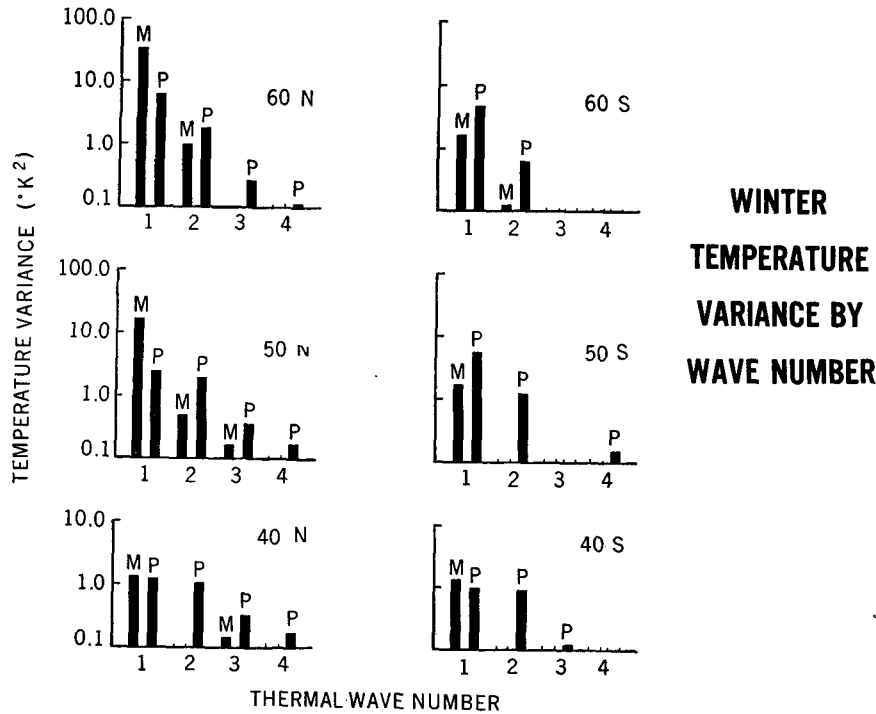 100.0
10.0
1.0
0.1
M P M P P P
60 N
1 2 3 4
M P M P
60 S
1 2 3 4
100.0
10.0
1.0
0.1
M P M P M P P
50 N
1 2 3 4
M P P P
50 S
1 2 3 4
10.0
1.0
0.1
M P P M P P
40 N
1 2 3 4
M P P P
40 S
1 2 3 4
TEMPERATURE VARIANCE (°K²)
THERMAL WAVE NUMBER
WINTER
TEMPERATURE
VARIANCE BY
WAVE NUMBER